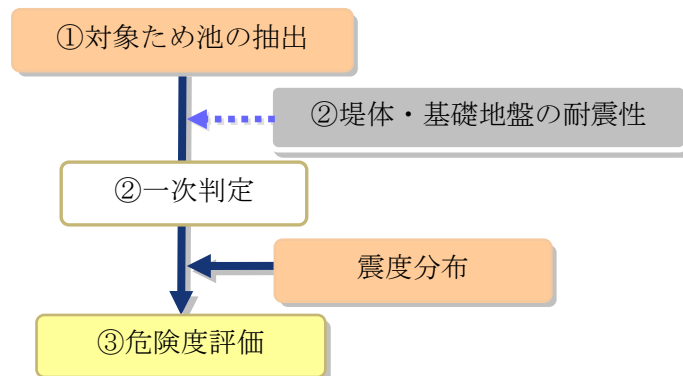 ①対象ため池の抽出
②堤体・基礎地盤の耐震性
②一次判定
震度分布
③危険度評価